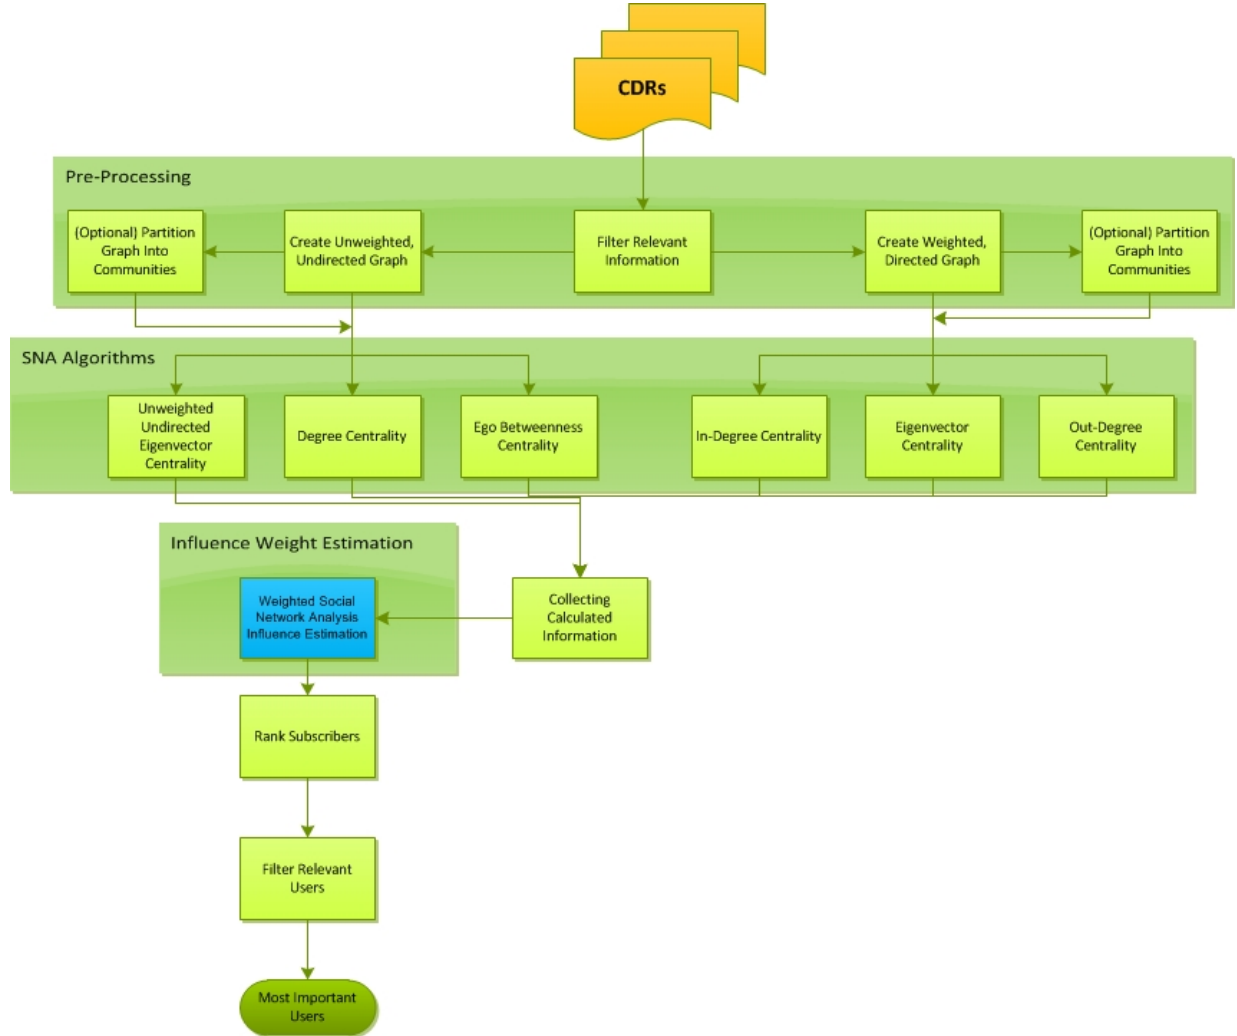 CDRs
Pre-Processing
(Optional) Partition
Graph Into
Communities
Create Unweighted,
Undirected Graph
Filter Relevant
Information
Create Weighted,
Directed Graph
(Optional) Partition
Graph Into
Communities
SNA Algorithms
Unweighted
Undirected
Eigenvector
Centrality
Degree Centrality
Ego Betweenness
Centrality
In-Degree Centrality
Eigenvector
Centrality
Out-Degree
Centrality
Influence Weight Estimation
Weighted Social
Network Analysis
Influence Estimation
Collecting
Calculated
Information
Rank Subscribers
Filter Relevant
Users
Most Important
Users